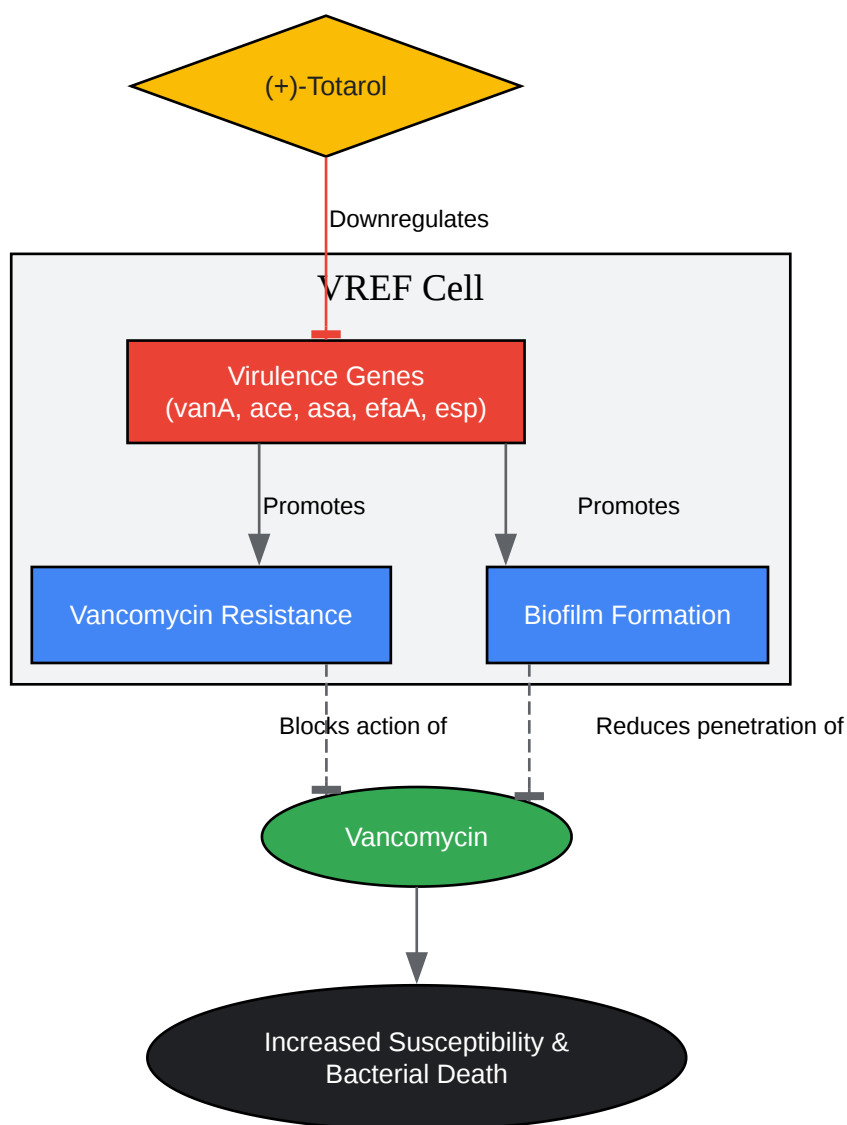 (+)-Totarol
Downregulates
VREF Cell
Virulence Genes
(vanA, ace, asa, efaA, esp)
Promotes
Promotes
Vancomycin Resistance
Biofilm Formation
Blocks action of
Reduces penetration of
Vancomycin
Increased Susceptibility &
Bacterial Death